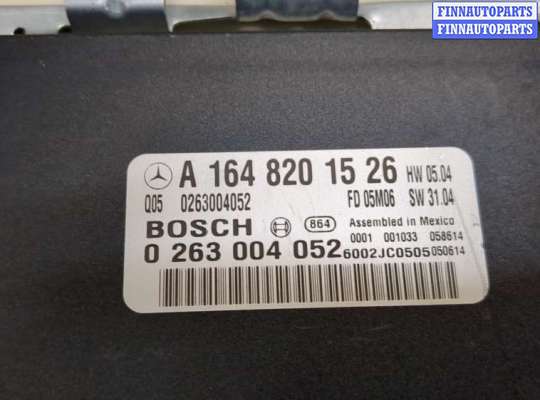 FINNAUTOPARTS
FINNAUTOPARTS
A 164 820 15 26 HW 05.04
Q05 0263004052 FD 05M06 SW 31.04
BOSCH 864 Assembled in Mexico
0001 001033 058614
0 263 004 052 6002JC0505 050614